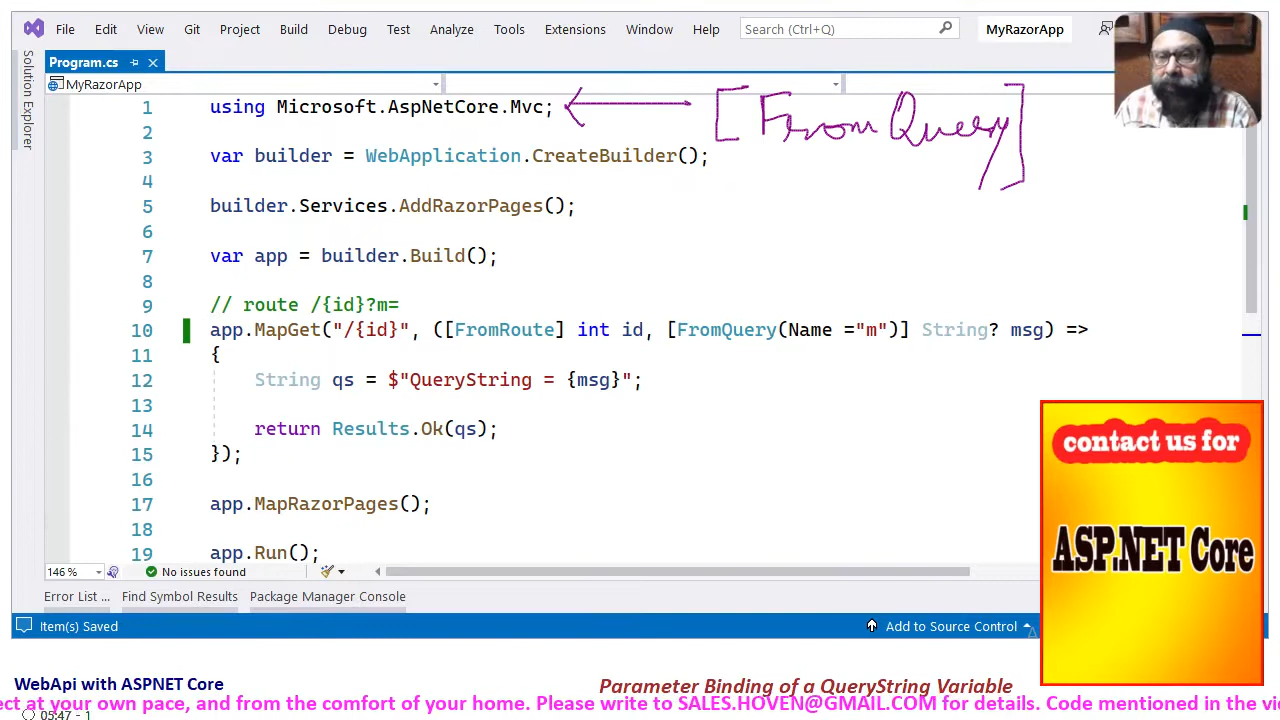 File Edit View Git Project Build Debug Test Analyze Tools Extensions Window Help Search (Ctrl+Q) MyRazorApp
Solution Explorer
Program.cs
MyRazorApp
1 using Microsoft.AspNetCore.Mvc;
[FromQuery]
2
3 var builder = WebApplication.CreateBuilder();
4
5 builder.Services.AddRazorPages();
6
7 var app = builder.Build();
8
9 // route /{id}?m=
10 app.MapGet("/{id}", ([FromRoute] int id, [FromQuery(Name ="m")] String? msg) =>
11 {
12 String qs = $"QueryString = {msg}";
13
14 return Results.Ok(qs);
15 });
16
17 app.MapRazorPages();
18
19 app.Run();
146 % No issues found
Error List ... Find Symbol Results Package Manager Console
Item(s) Saved Add to Source Control
contact us for
ASP.NET Core
WebApi with ASPNET Core
Parameter Binding of a QueryString Variable
ect at your own pace, and from the comfort of your home. Please write to SALES.HOVEN@GMAIL.COM for details. Code mentioned in the vi
05:47 - 1